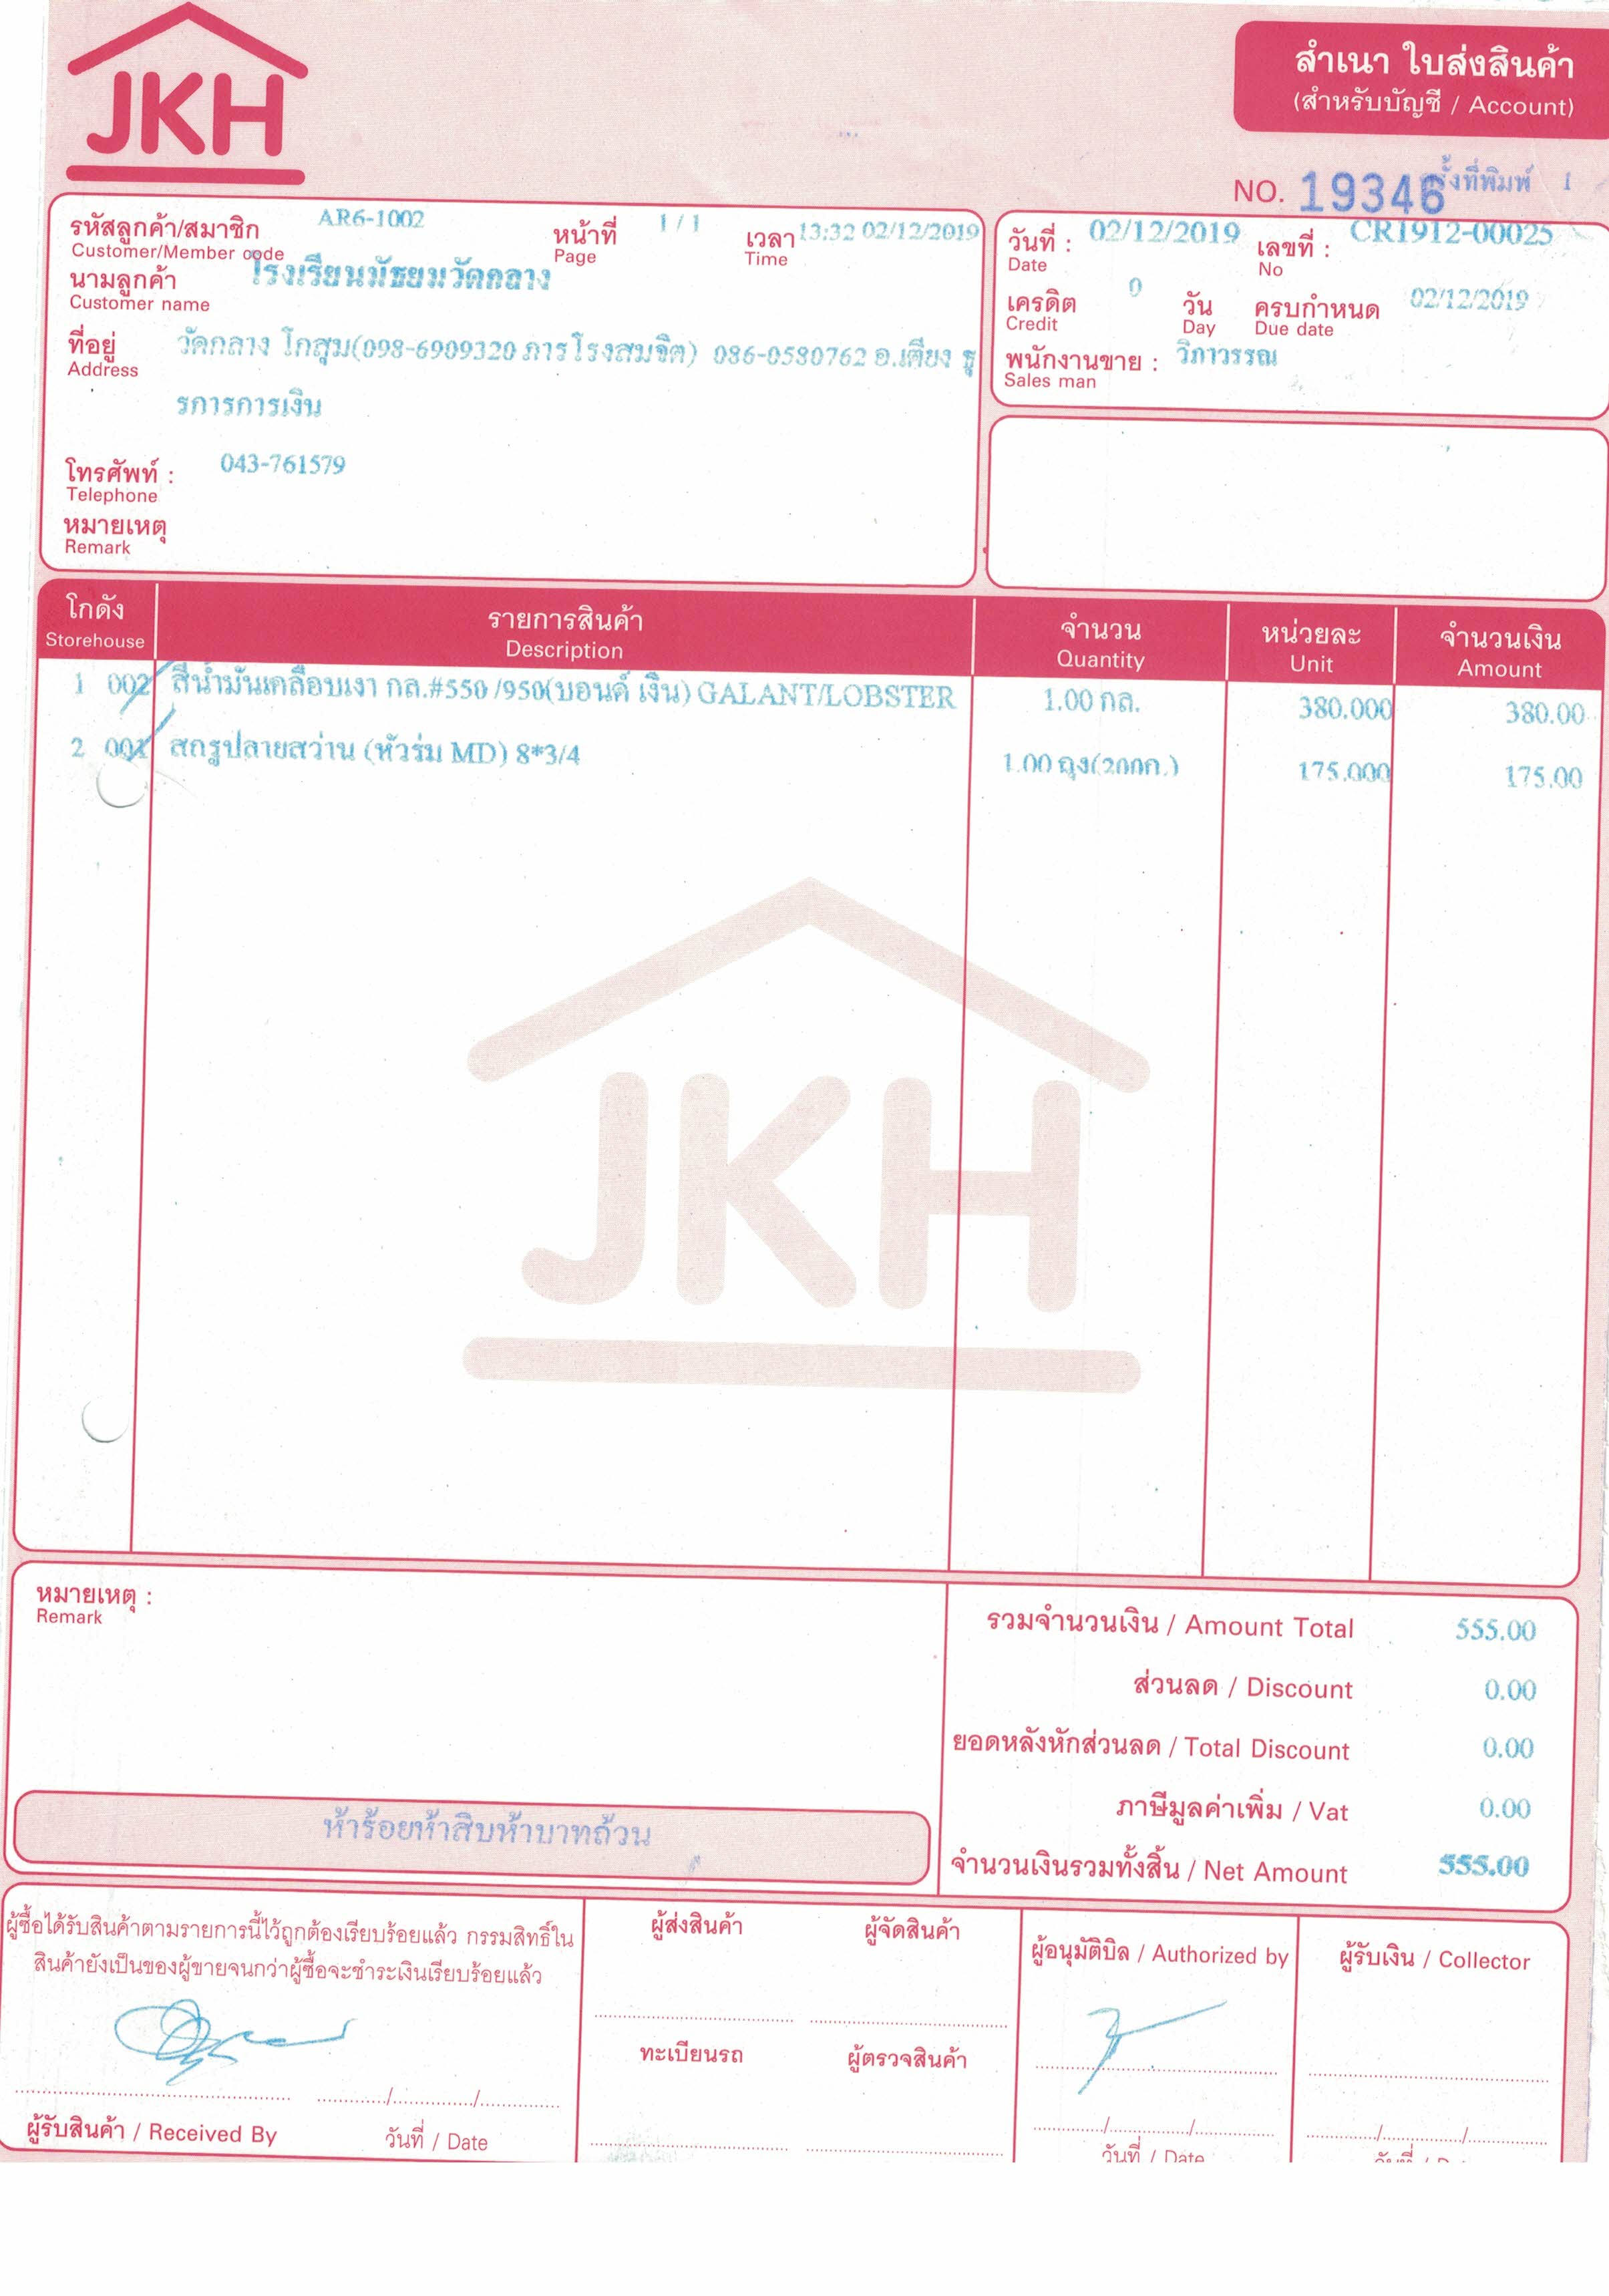 JKH
สำเนา ใบส่งสินค้า
(สำหรับบัญชี / Account)
NO. 19346 ครั้งที่พิมพ์ 1
รหัสลูกค้า/สมาชิก AR6-1002 หน้าที่ 1 / 1 เวลา 13:32 02/12/2019
Customer/Member code Page Time
นามลูกค้า โรงเรียนมัธยมวัดกลาง
Customer name
ที่อยู่ วัดกลาง โกสุม(098-6909320 ภารโรงสมจิต) 086-0580762 อ.เตียง ธุ
Address
รการการเงิน
โทรศัพท์ : 043-761579
Telephone
หมายเหตุ
Remark
วันที่ : 02/12/2019 เลขที่ : CR1912-00025
Date No
เครดิต 0 วัน ครบกำหนด 02/12/2019
Credit Day Due date
พนักงานขาย : วิภาวรรณ
Sales man
โกดัง รายการสินค้า จำนวน หน่วยละ จำนวนเงิน
Storehouse Description Quantity Unit Amount
1 002 สีน้ำมันเคลือบเงา กล.#550 /950(บอนด์ เงิน) GALANT/LOBSTER 1.00 กล. 380.000 380.00
2 001 สกรูปลายสว่าน (หัวร่ม MD) 8*3/4 1.00 ถุง(200ต.) 175.000 175.00
JKH
หมายเหตุ :
Remark
รวมจำนวนเงิน / Amount Total 555.00
ส่วนลด / Discount 0.00
ยอดหลังหักส่วนลด / Total Discount 0.00
ภาษีมูลค่าเพิ่ม / Vat 0.00
ห้าร้อยห้าสิบห้าบาทถ้วน
จำนวนเงินรวมทั้งสิ้น / Net Amount 555.00
ผู้ซื้อได้รับสินค้าตามรายการนี้ไว้ถูกต้องเรียบร้อยแล้ว กรรมสิทธิ์ใน
สินค้ายังเป็นของผู้ขายจนกว่าผู้ซื้อจะชำระเงินเรียบร้อยแล้ว
ผู้รับสินค้า / Received By วันที่ / Date
ผู้ส่งสินค้า ผู้จัดสินค้า
ทะเบียนรถ ผู้ตรวจสินค้า
ผู้อนุมัติบิล / Authorized by
วันที่ / Date
ผู้รับเงิน / Collector